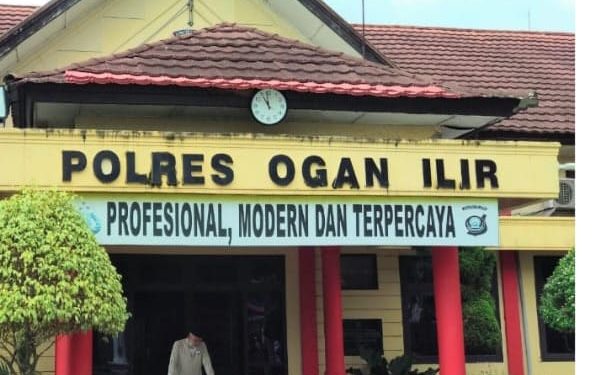 POLRES OGAN ILIR
PROFESIONAL, MODERN DAN TERPERCAYA